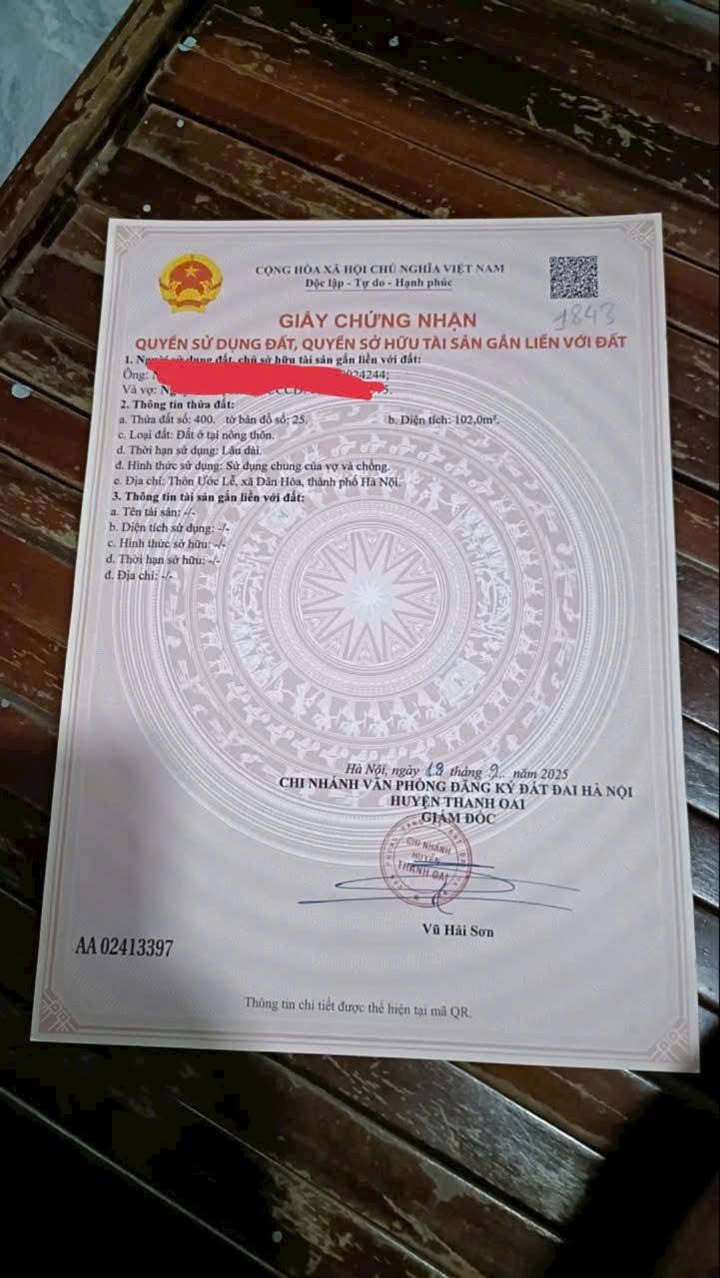 CỘNG HÒA XÃ HỘI CHỦ NGHĨA VIỆT NAM
Độc lập - Tự do - Hạnh phúc
1843
GIẤY CHỨNG NHẬN
QUYỀN SỬ DỤNG ĐẤT, QUYỀN SỞ HỮU TÀI SẢN GẮN LIỀN VỚI ĐẤT
1. Người sử dụng đất, chủ sở hữu tài sản gắn liền với đất:
Ông: 024244;
Và vợ:
2. Thông tin thửa đất:
a. Thửa đất số: 400. tờ bản đồ số: 25. b. Diện tích: 102,0m².
c. Loại đất: Đất ở tại nông thôn.
d. Thời hạn sử dụng: Lâu dài.
đ. Hình thức sử dụng: Sử dụng chung của vợ và chồng.
e. Địa chỉ: Thôn Ước Lễ, xã Dân Hòa, thành phố Hà Nội.
3. Thông tin tài sản gắn liền với đất:
a. Tên tài sản: -/-
b. Diện tích sử dụng: -/-
c. Hình thức sở hữu: -/-
d. Thời hạn sở hữu: -/-
đ. Địa chỉ: -/-
Hà Nội, ngày 18 tháng 9 năm 2025
CHI NHÁNH VĂN PHÒNG ĐĂNG KÝ ĐẤT ĐAI HÀ NỘI
HUYỆN THANH OAI
GIÁM ĐỐC
CHI NHÁNH
HUYỆN
THANH OAI
Vũ Hải Sơn
AA 02413397
Thông tin chi tiết được thể hiện tại mã QR.